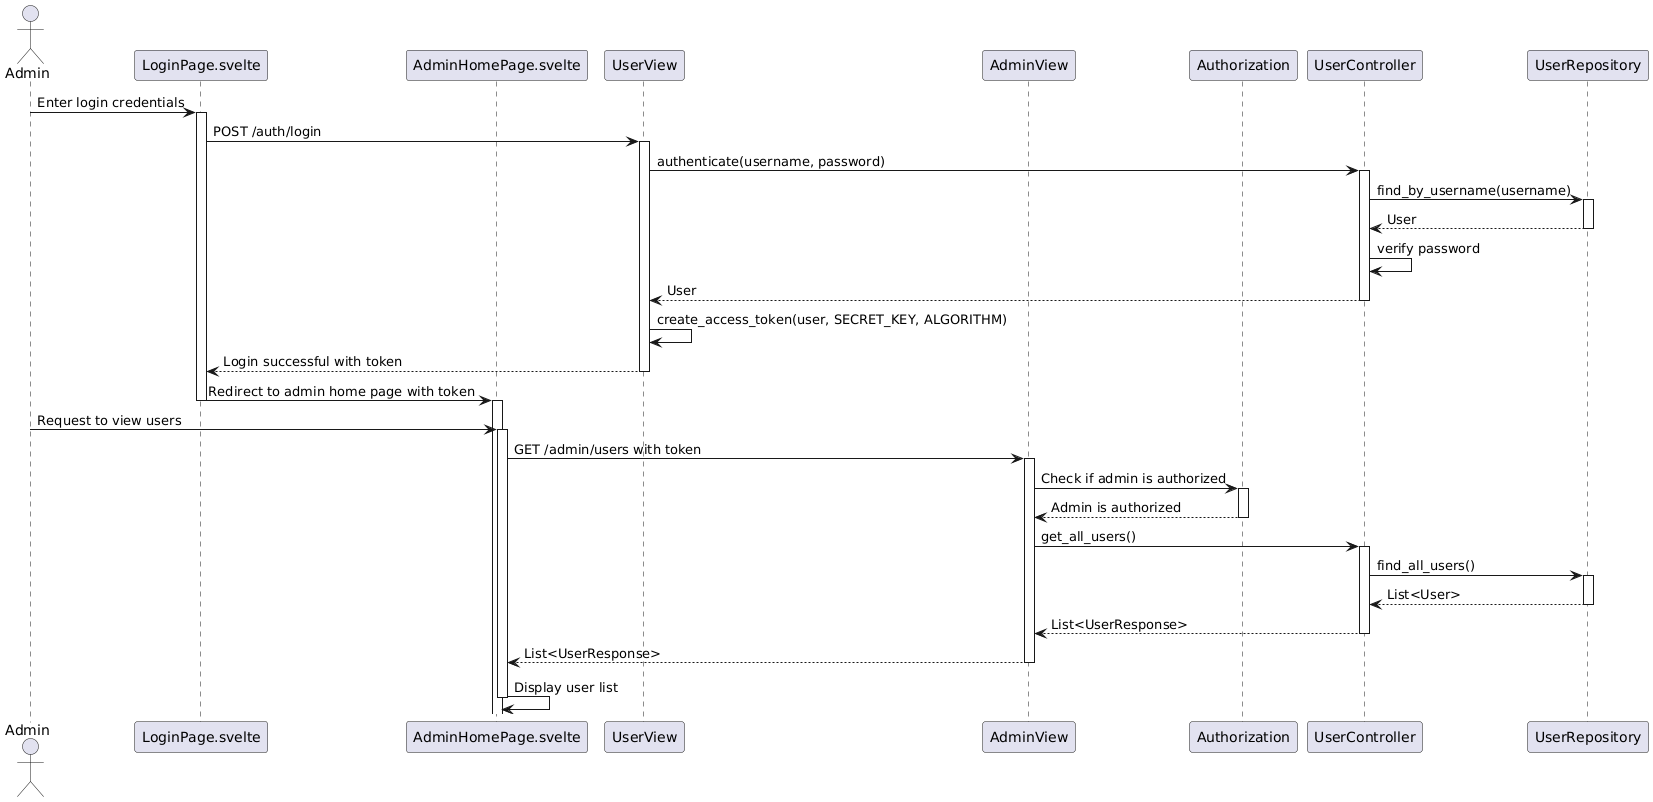 Admin
LoginPage.svelte
AdminHomePage.svelte
UserView
AdminView
Authorization
UserController
UserRepository
Enter login credentials
POST /auth/login
authenticate(username, password)
find_by_username(username)
User
verify password
User
create_access_token(user, SECRET_KEY, ALGORITHM)
Login successful with token
Redirect to admin home page with token
Request to view users
GET /admin/users with token
Check if admin is authorized
Admin is authorized
get_all_users()
find_all_users()
List<User>
List<UserResponse>
List<UserResponse>
Display user list
Admin
LoginPage.svelte
AdminHomePage.svelte
UserView
AdminView
Authorization
UserController
UserRepository